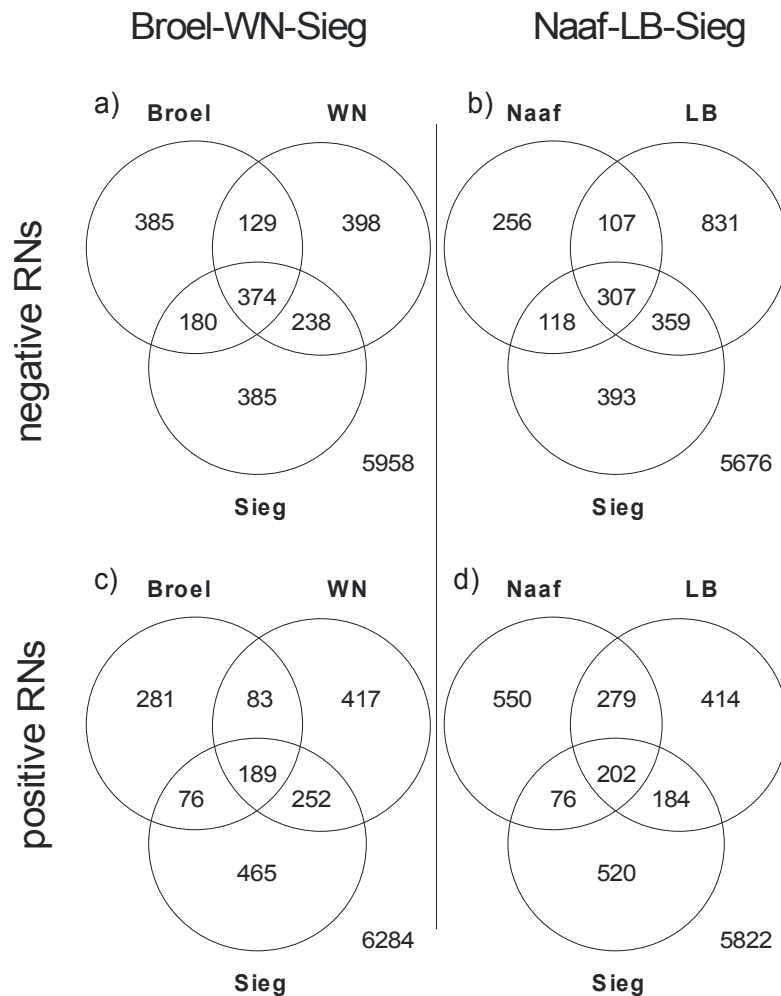 Broel-WN-Sieg
Naaf-LB-Sieg
negative RNs
a)
Broel
WN
385
129
398
374
180
238
385
5958
Sieg
b)
Naaf
LB
256
107
831
307
118
359
393
5676
Sieg
positive RNs
c)
Broel
WN
281
83
417
189
76
252
465
6284
Sieg
d)
Naaf
LB
550
279
414
202
76
184
520
5822
Sieg